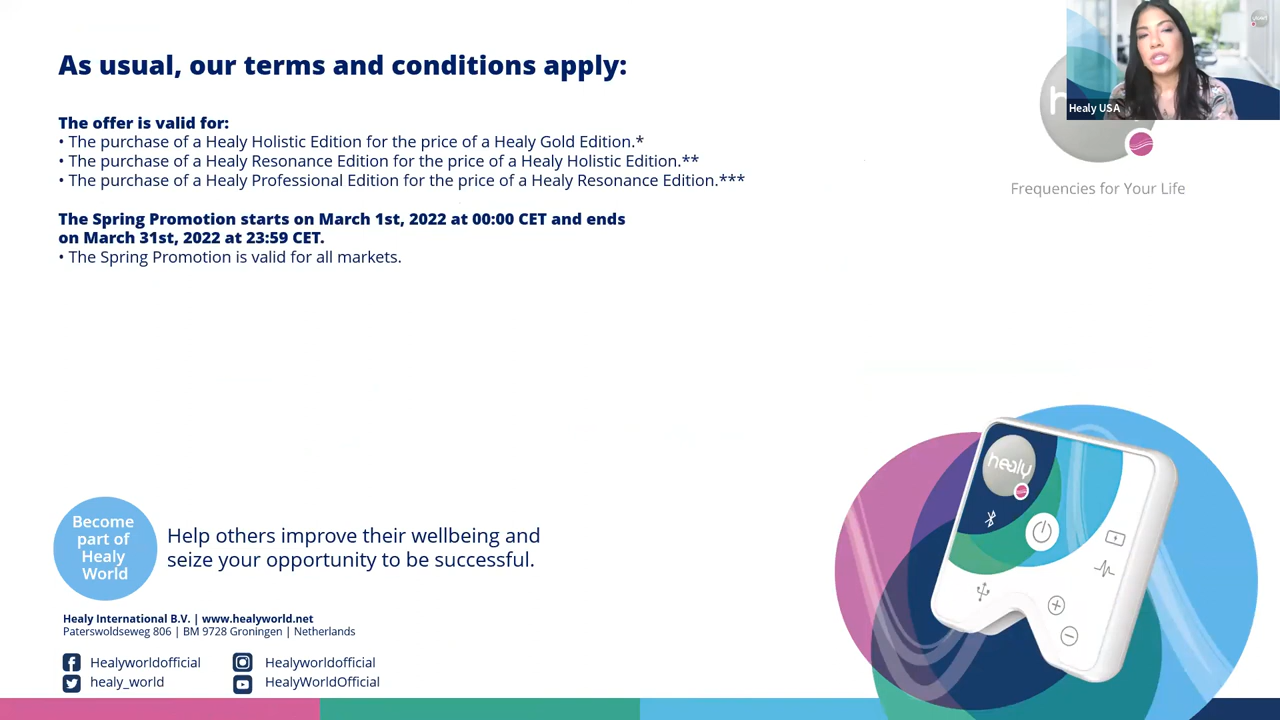 As usual, our terms and conditions apply:
The offer is valid for:
• The purchase of a Healy Holistic Edition for the price of a Healy Gold Edition.*
• The purchase of a Healy Resonance Edition for the price of a Healy Holistic Edition.**
• The purchase of a Healy Professional Edition for the price of a Healy Resonance Edition.***
The Spring Promotion starts on March 1st, 2022 at 00:00 CET and ends
on March 31st, 2022 at 23:59 CET.
• The Spring Promotion is valid for all markets.
Healy USA
Frequencies for Your Life
healy
Become
part of
Healy
World
Help others improve their wellbeing and
seize your opportunity to be successful.
Healy International B.V. | www.healyworld.net
Paterswoldseweg 806 | BM 9728 Groningen | Netherlands
Healyworldofficial
Healyworldofficial
healy_world
HealyWorldOfficial